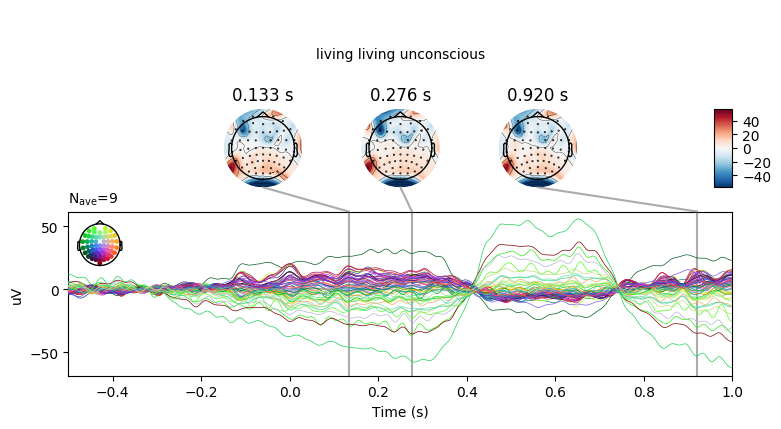 living living unconscious
0.133 s
0.276 s
0.920 s
40
20
0
−20
−40
Nave=9
50
0
−50
uV
−0.4
−0.2
0.0
0.2
0.4
0.6
0.8
1.0
Time (s)